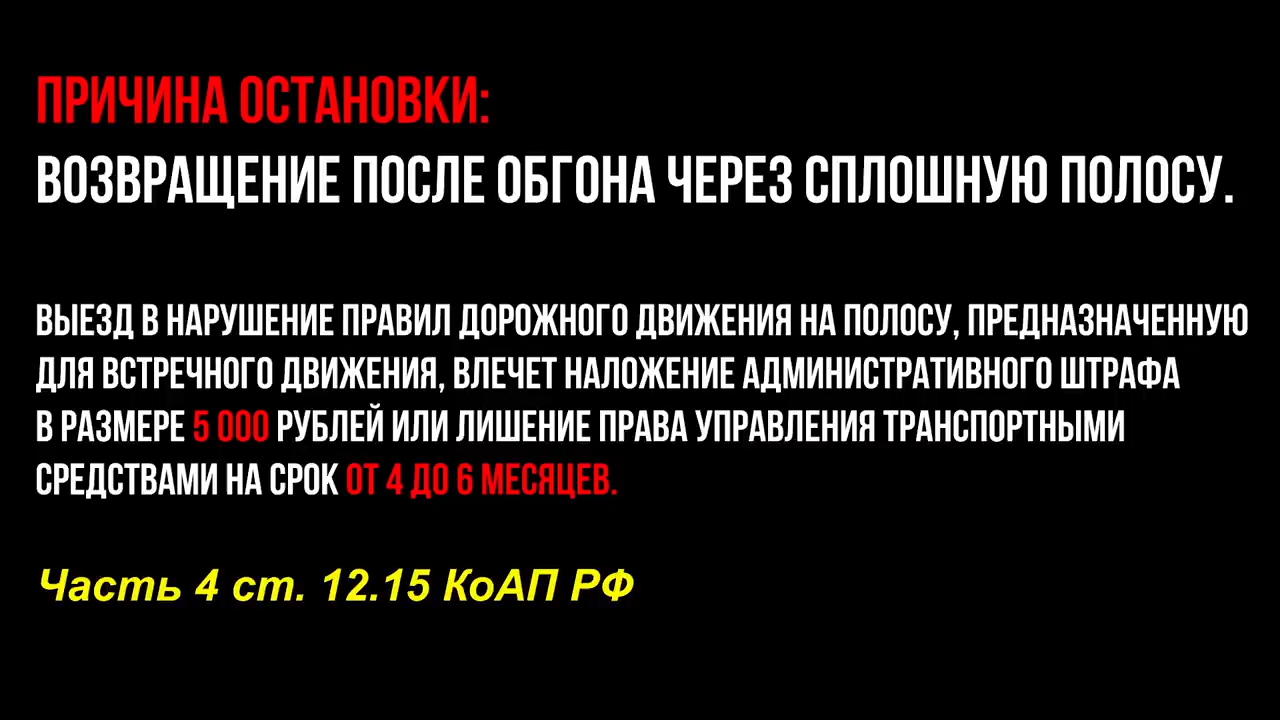 ПРИЧИНА ОСТАНОВКИ:
ВОЗВРАЩЕНИЕ ПОСЛЕ ОБГОНА ЧЕРЕЗ СПЛОШНУЮ ПОЛОСУ.
ВЫЕЗД В НАРУШЕНИЕ ПРАВИЛ ДОРОЖНОГО ДВИЖЕНИЯ НА ПОЛОСУ, ПРЕДНАЗНАЧЕННУЮ
ДЛЯ ВСТРЕЧНОГО ДВИЖЕНИЯ, ВЛЕЧЕТ НАЛОЖЕНИЕ АДМИНИСТРАТИВНОГО ШТРАФА
В РАЗМЕРЕ 5 000 РУБЛЕЙ ИЛИ ЛИШЕНИЕ ПРАВА УПРАВЛЕНИЯ ТРАНСПОРТНЫМИ
СРЕДСТВАМИ НА СРОК ОТ 4 ДО 6 МЕСЯЦЕВ.
Часть 4 ст. 12.15 КоАП РФ